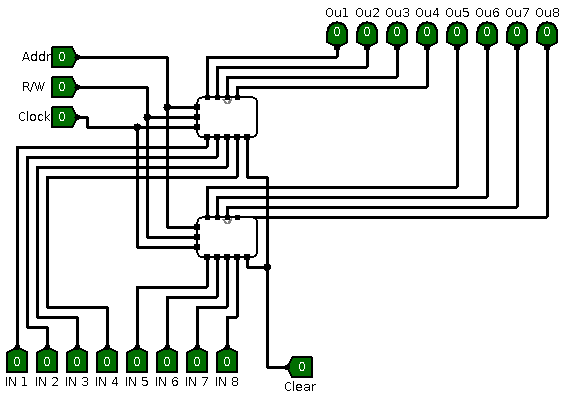 Ou1 Ou2 Ou3 Ou4 Ou5 Ou6 Ou7 Ou8
0 0 0 0 0 0 0 0
Addr 0
R/W 0
Clock 0
0 0 0 0 0 0 0 0 0
IN 1 IN 2 IN 3 IN 4 IN 5 IN 6 IN 7 IN 8 Clear